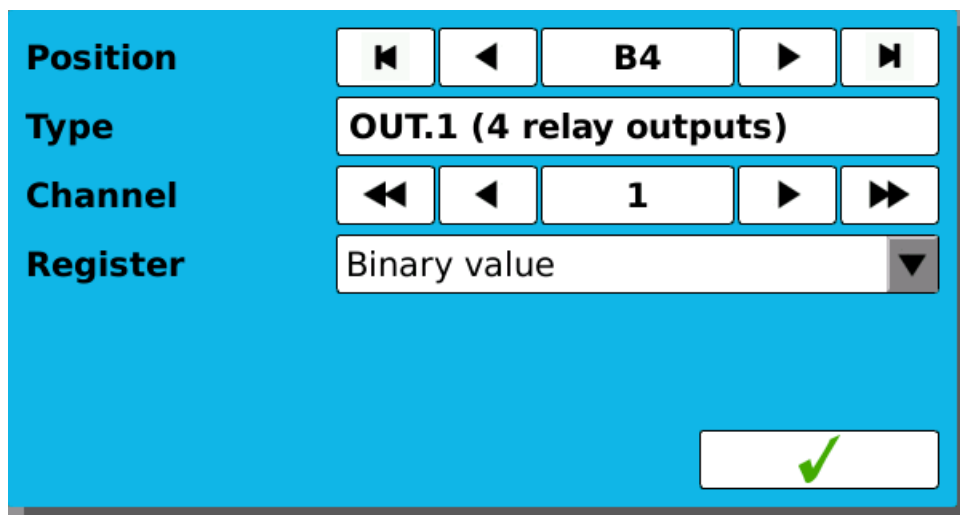 Position B4
Type OUT.1 (4 relay outputs)
Channel 1
Register Binary value